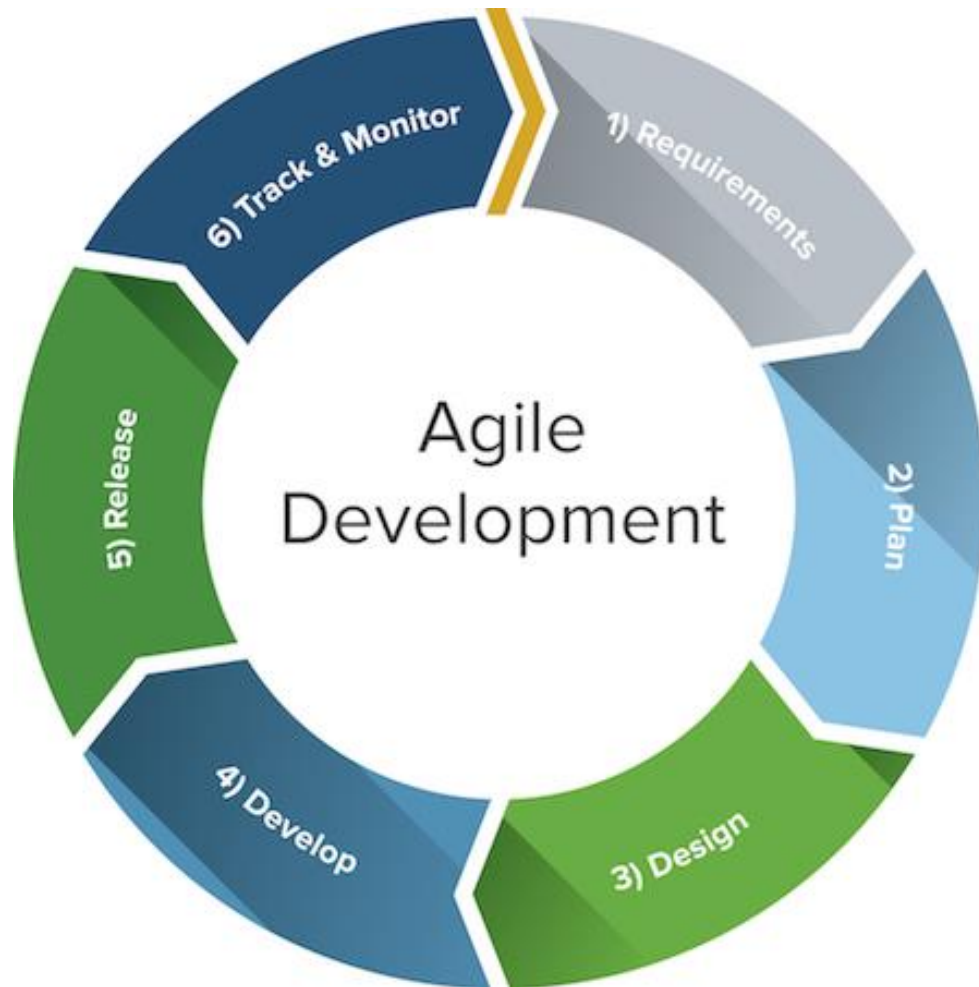 Agile
Development
1) Requirements
2) Plan
3) Design
4) Develop
5) Release
6) Track & Monitor